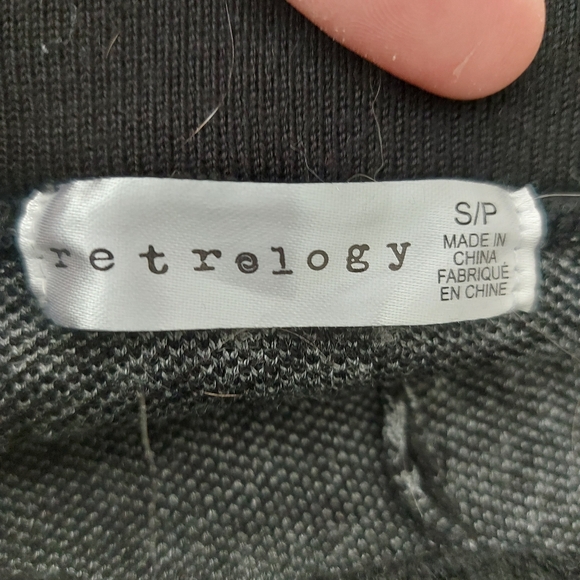 retrology
S/P
MADE IN
CHINA
FABRIQUÉ
EN CHINE